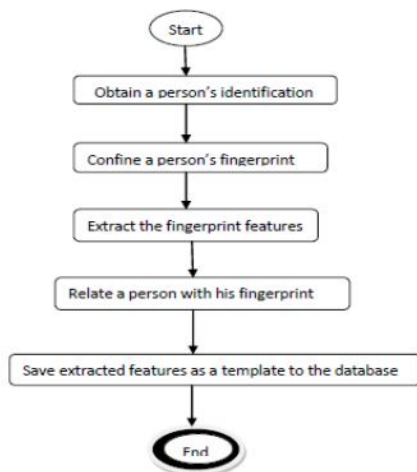 Start
Obtain a person's identification
Confine a person's fingerprint
Extract the fingerprint features
Relate a person with his fingerprint
Save extracted features as a template to the database
End